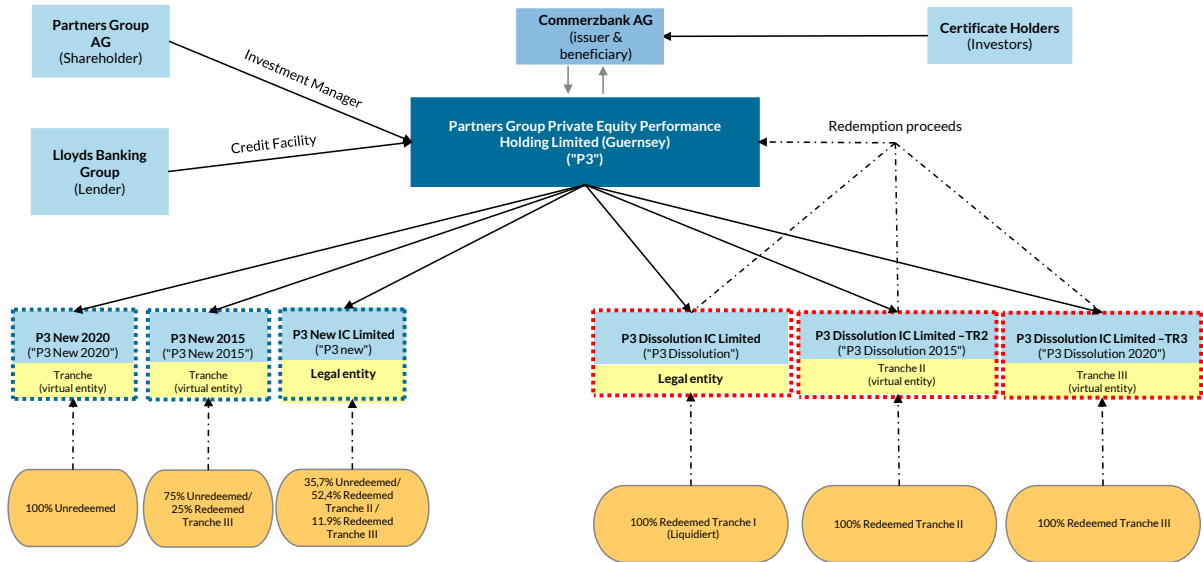 Partners Group
AG
(Shareholder)
Commerzbank AG
(issuer &
beneficiary)
Certificate Holders
(Investors)
Investment Manager
Partners Group Private Equity Performance
Holding Limited (Guernsey)
("P3")
Redemption proceeds
Lloyds Banking
Group
(Lender)
Credit Facility
P3 New 2020
("P3 New 2020")
Tranche
(virtual entity)
P3 New 2015
("P3 New 2015")
Tranche
(virtual entity)
P3 New IC Limited
("P3 new")
Legal entity
P3 Dissolution IC Limited
("P3 Dissolution")
Legal entity
P3 Dissolution IC Limited –TR2
("P3 Dissolution 2015")
Tranche II
(virtual entity)
P3 Dissolution IC Limited –TR3
("P3 Dissolution 2020")
Tranche III
(virtual entity)
100% Unredeemed
75% Unredeemed/
25% Redeemed
Tranche III
35,7% Unredeemed/
52,4% Redeemed
Tranche II /
11.9% Redeemed
Tranche III
100% Redeemed Tranche I
(Liquidiert)
100% Redeemed Tranche II
100% Redeemed Tranche III